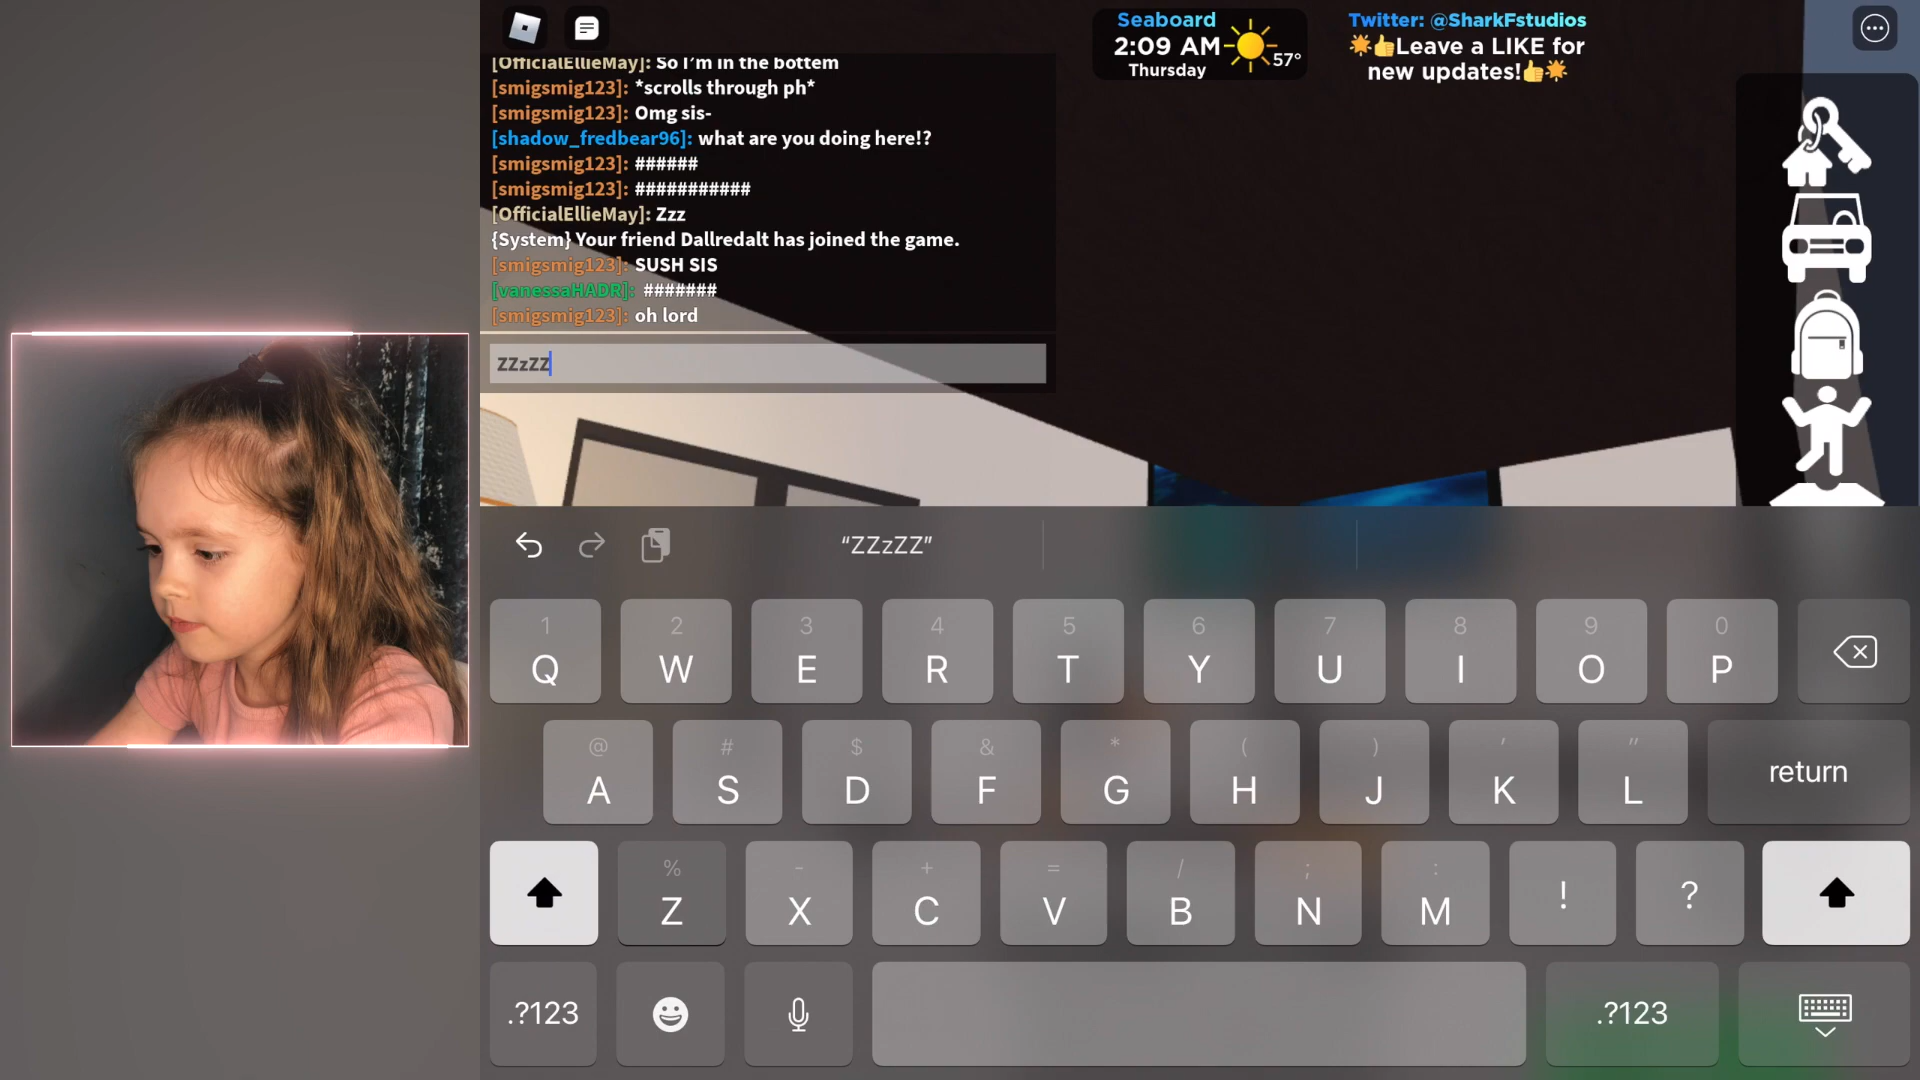 [OfficialEllieMay]: So I'm in the bottem
[smigsmig123]: *scrolls through ph*
[smigsmig123]: Omg sis-
[shadow_fredbear96]: what are you doing here!?
[smigsmig123]: ######
[smigsmig123]: ###########
[OfficialEllieMay]: Zzz
{System} Your friend Dallredalt has joined the game.
[smigsmig123]: SUSH SIS
[vanessaHADR]: #######
[smigsmig123]: oh lord
ZZzZZ
Seaboard
2:09 AM
57°
Thursday
Twitter: @SharkFstudios
🌟👍Leave a LIKE for
new updates!👍🌟
“ZZzZZ”
1 2 3 4 5 6 7 8 9 0
Q W E R T Y U I O P
@ # $ & * ( ) ' "
A S D F G H J K L return
% - + = / ; :
Z X C V B N M ! ?
.?123 .?123